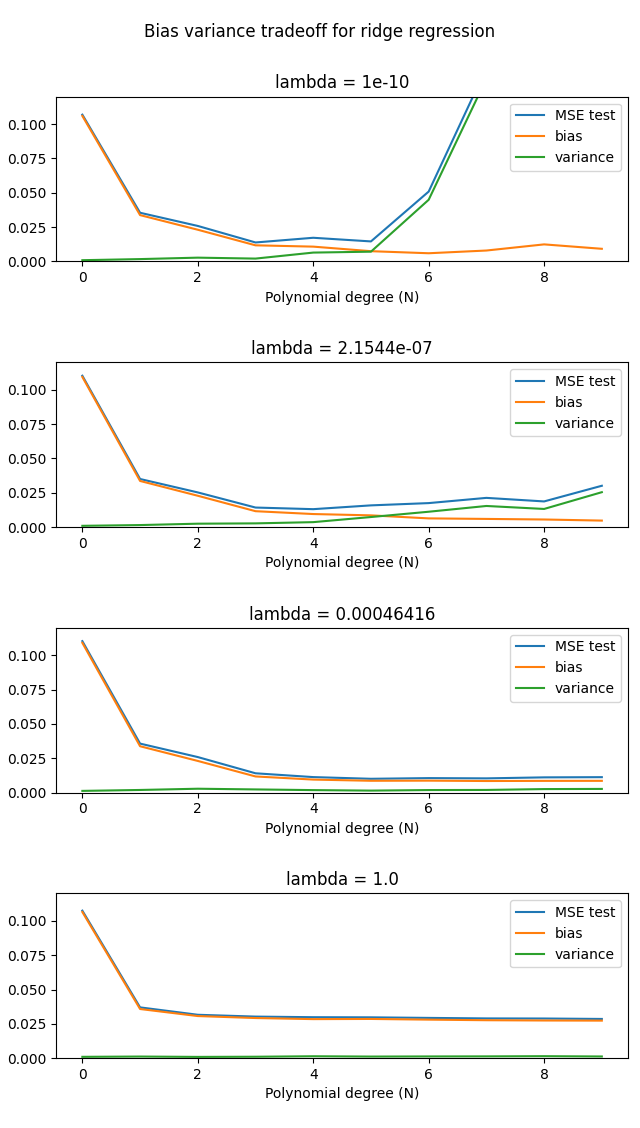 Bias variance tradeoff for ridge regression
lambda = 1e-10
0.100
0.075
0.050
0.025
0.000
MSE test
bias
variance
0 2 4 6 8
Polynomial degree (N)
lambda = 2.1544e-07
0.100
0.075
0.050
0.025
0.000
MSE test
bias
variance
0 2 4 6 8
Polynomial degree (N)
lambda = 0.00046416
0.100
0.075
0.050
0.025
0.000
MSE test
bias
variance
0 2 4 6 8
Polynomial degree (N)
lambda = 1.0
0.100
0.075
0.050
0.025
0.000
MSE test
bias
variance
0 2 4 6 8
Polynomial degree (N)